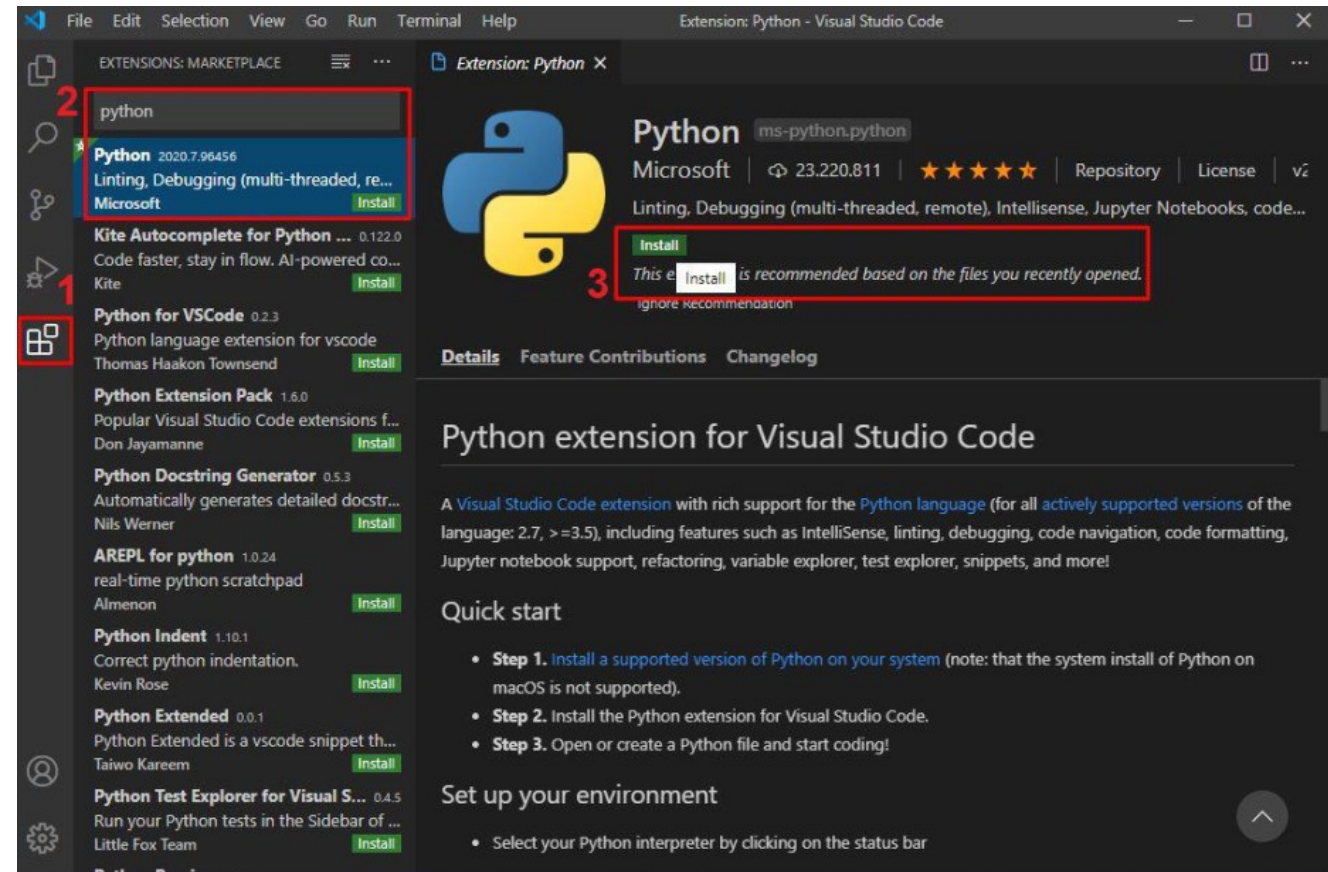 File Edit Selection View Go Run Terminal Help
Extension: Python - Visual Studio Code
EXTENSIONS: MARKETPLACE
2
python
Python 2020.7.96456
Linting, Debugging (multi-threaded, re...
Microsoft Install
Kite Autocomplete for Python ... 0.122.0
Code faster, stay in flow. AI-powered co...
Kite Install
1
Python for VSCode 0.2.3
Python language extension for vscode
Thomas Haakon Townsend Install
Python Extension Pack 1.6.0
Popular Visual Studio Code extensions f...
Don Jayamanne Install
Python Docstring Generator 0.5.3
Automatically generates detailed docstr...
Nils Werner Install
AREPL for python 1.0.24
real-time python scratchpad
Almenon Install
Python Indent 1.10.1
Correct python indentation.
Kevin Rose Install
Python Extended 0.0.1
Python Extended is a vscode snippet th...
Taiwo Kareem Install
Python Test Explorer for Visual S... 0.4.5
Run your Python tests in the Sidebar of ...
Little Fox Team Install
Extension: Python
Python ms-python.python
Microsoft 23.220.811 Repository License v2
Linting, Debugging (multi-threaded, remote), Intellisense, Jupyter Notebooks, code...
Install
3
This e Install is recommended based on the files you recently opened.
Ignore Recommendation
Details Feature Contributions Changelog
Python extension for Visual Studio Code
A Visual Studio Code extension with rich support for the Python language (for all actively supported versions of the
language: 2.7, >=3.5), including features such as IntelliSense, linting, debugging, code navigation, code formatting,
Jupyter notebook support, refactoring, variable explorer, test explorer, snippets, and more!
Quick start
• Step 1. Install a supported version of Python on your system (note: that the system install of Python on
macOS is not supported).
• Step 2. Install the Python extension for Visual Studio Code.
• Step 3. Open or create a Python file and start coding!
Set up your environment
• Select your Python interpreter by clicking on the status bar